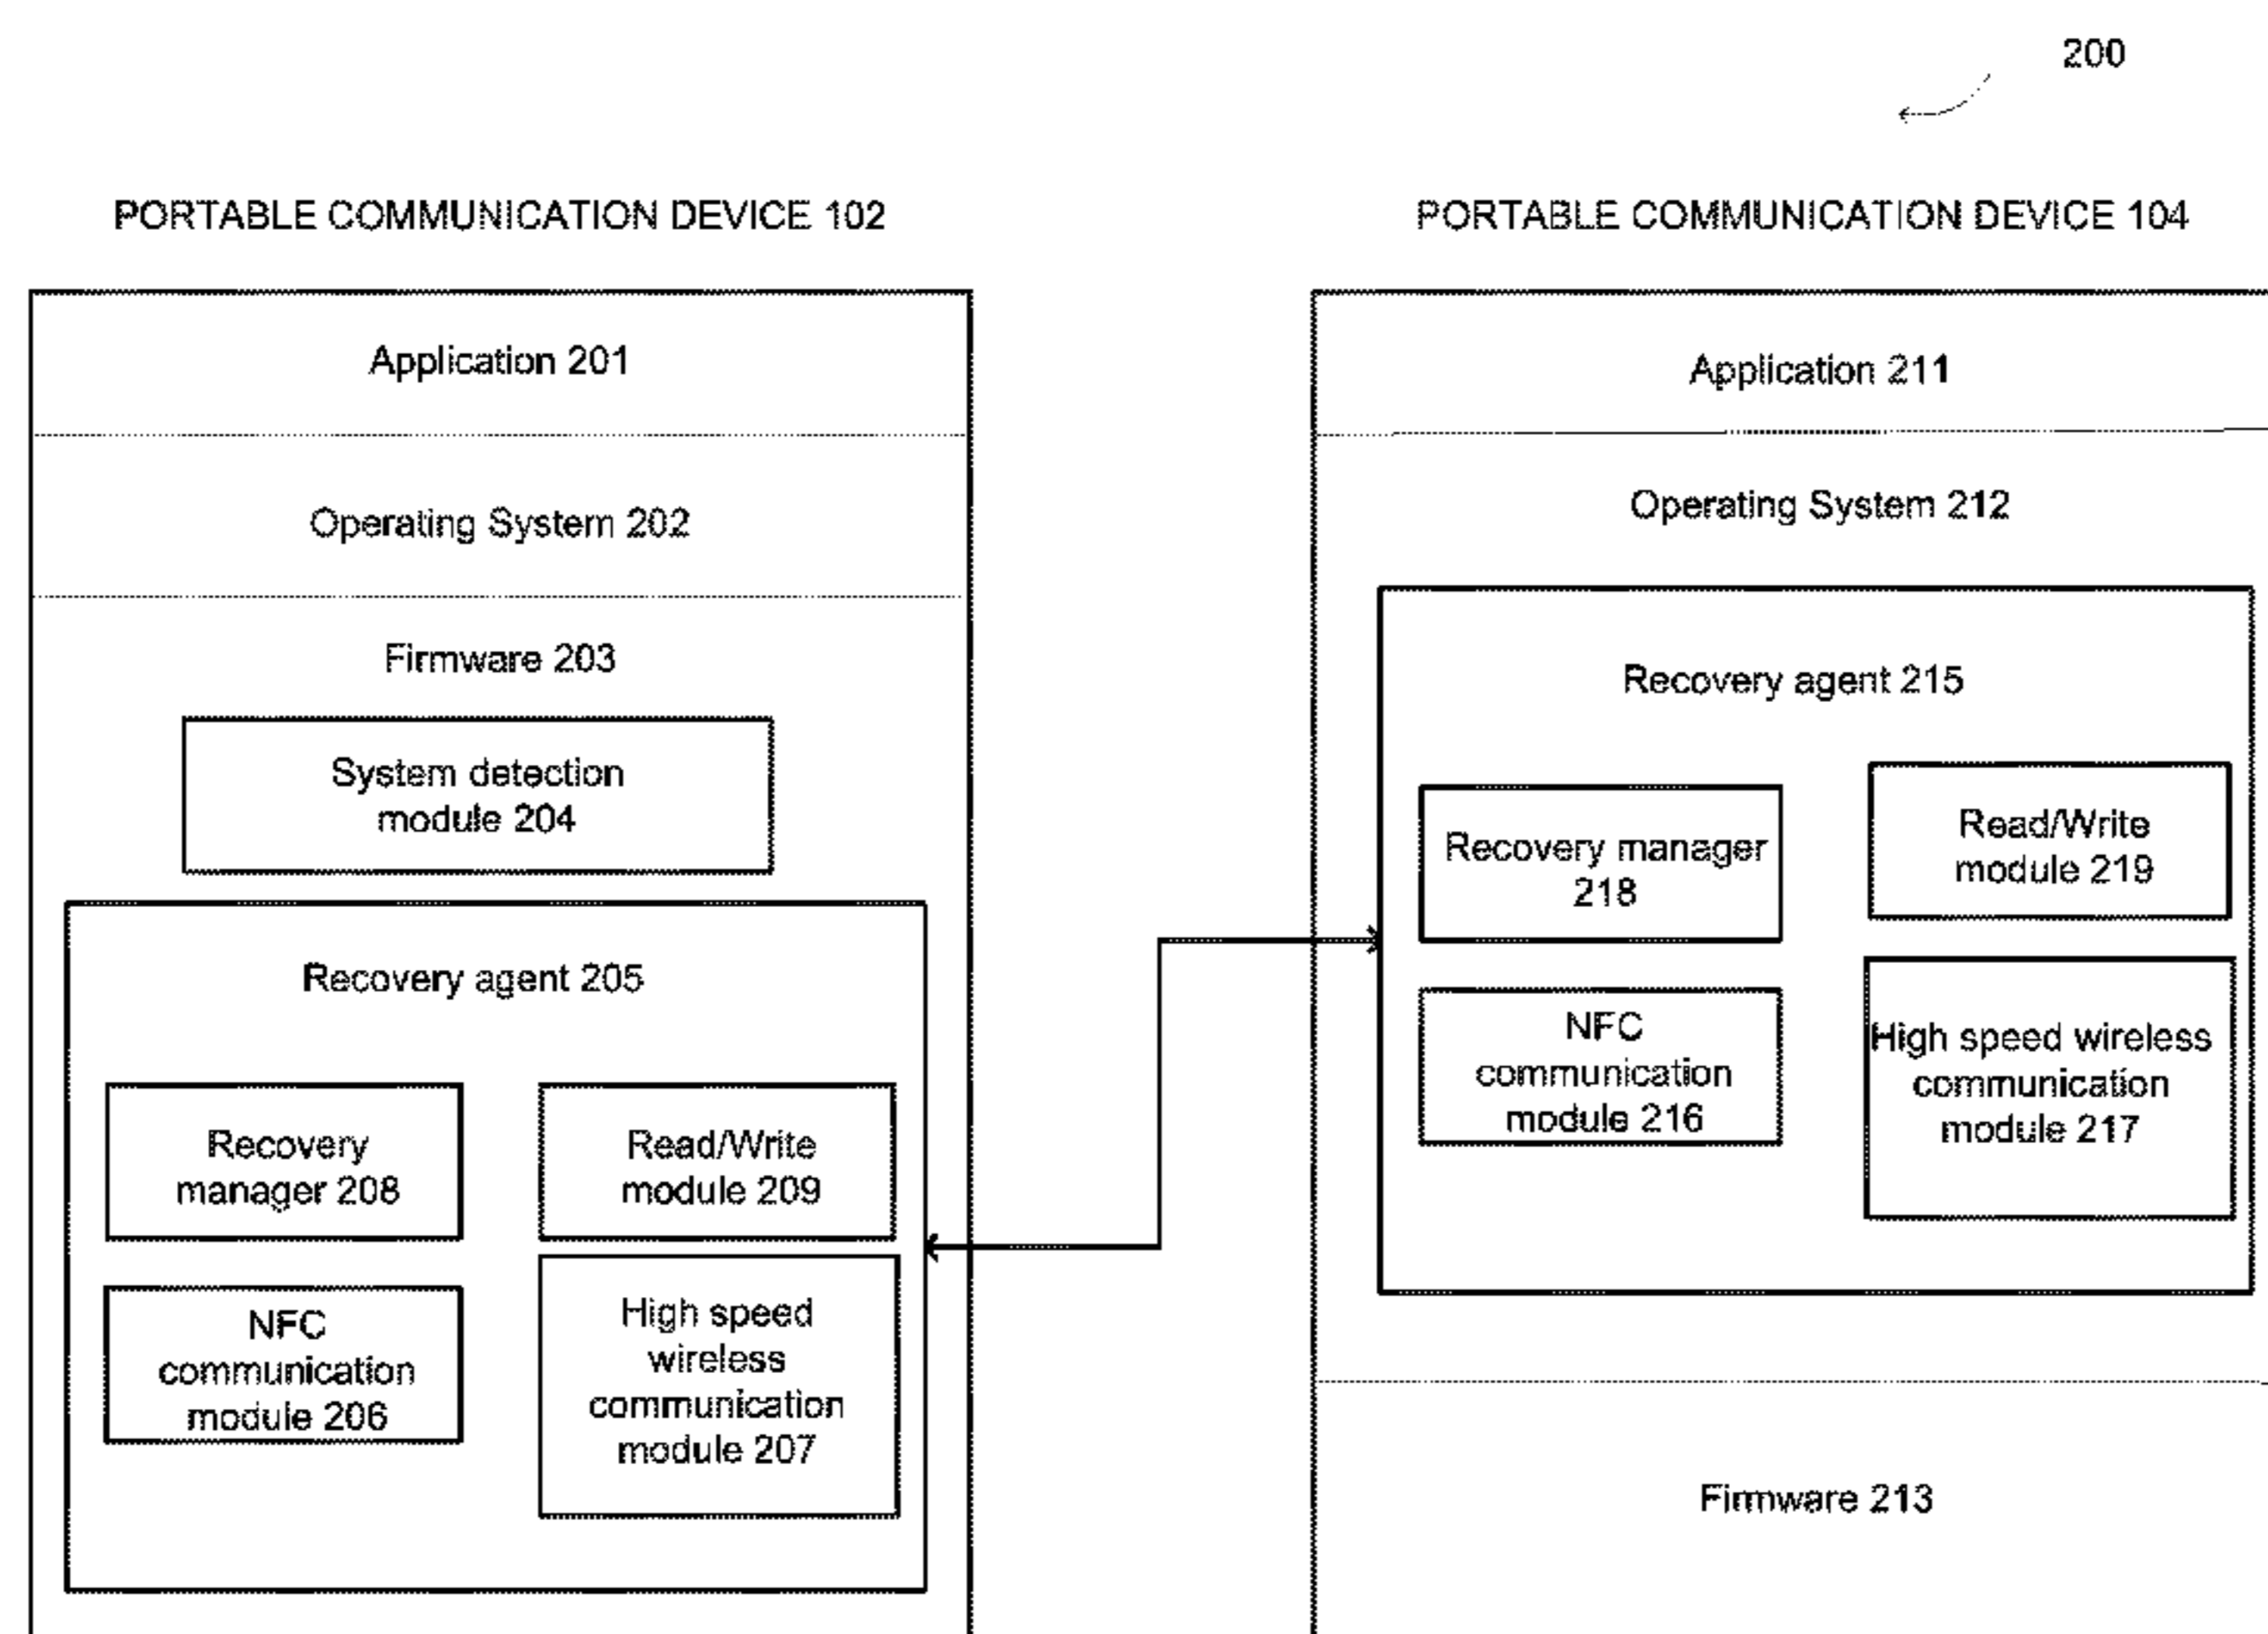 200
PORTABLE COMMUNICATION DEVICE 102
Application 201
Operating System 202
Firmware 203
System detection
module 204
Recovery agent 205
Recovery
manager 208
Read/Write
module 209
NFC
communication
module 206
High speed
wireless
communication
module 207
PORTABLE COMMUNICATION DEVICE 104
Application 211
Operating System 212
Recovery agent 215
Recovery manager
218
Read/Write
module 219
NFC
communication
module 216
High speed wireless
communication
module 217
Firmware 213